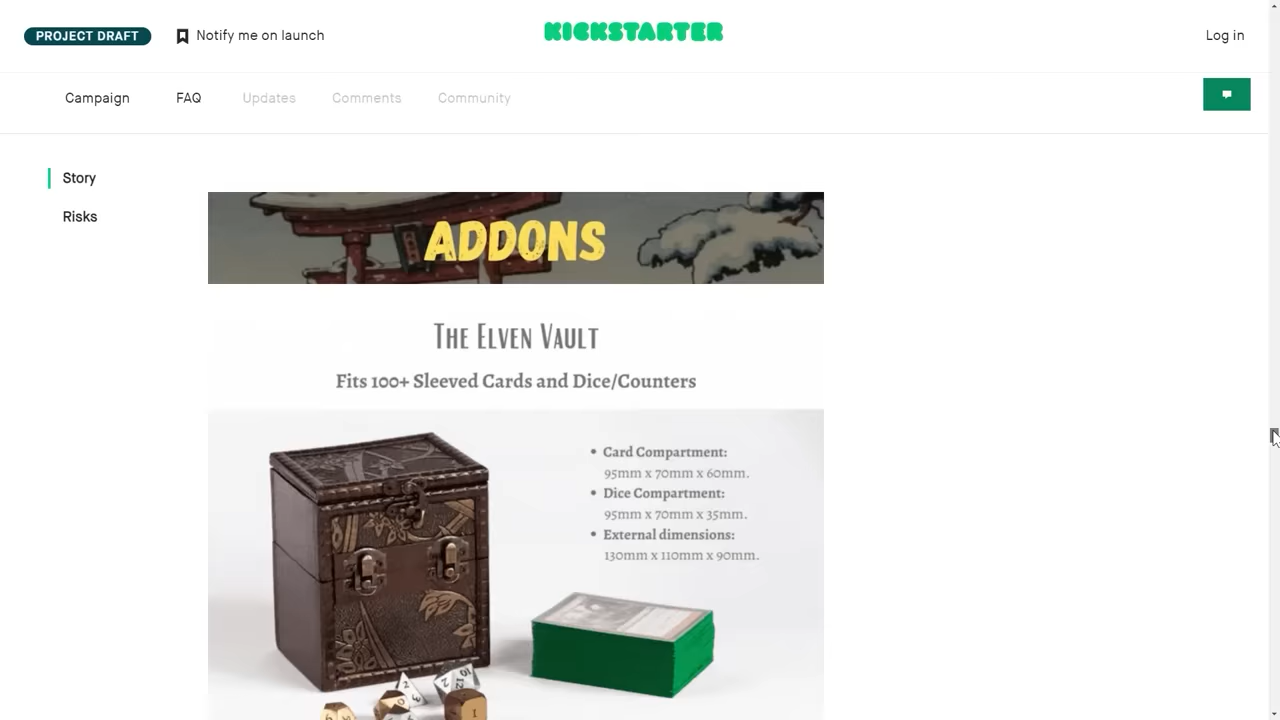 PROJECT DRAFT
Notify me on launch
KICKSTARTER
Log in
Campaign
FAQ
Updates
Comments
Community
Story
Risks
ADDONS
The Elven Vault
Fits 100+ Sleeved Cards and Dice/Counters
• Card Compartment:
95mm x 70mm x 60mm.
• Dice Compartment:
95mm x 70mm x 35mm.
• External dimensions:
130mm x 110mm x 90mm.